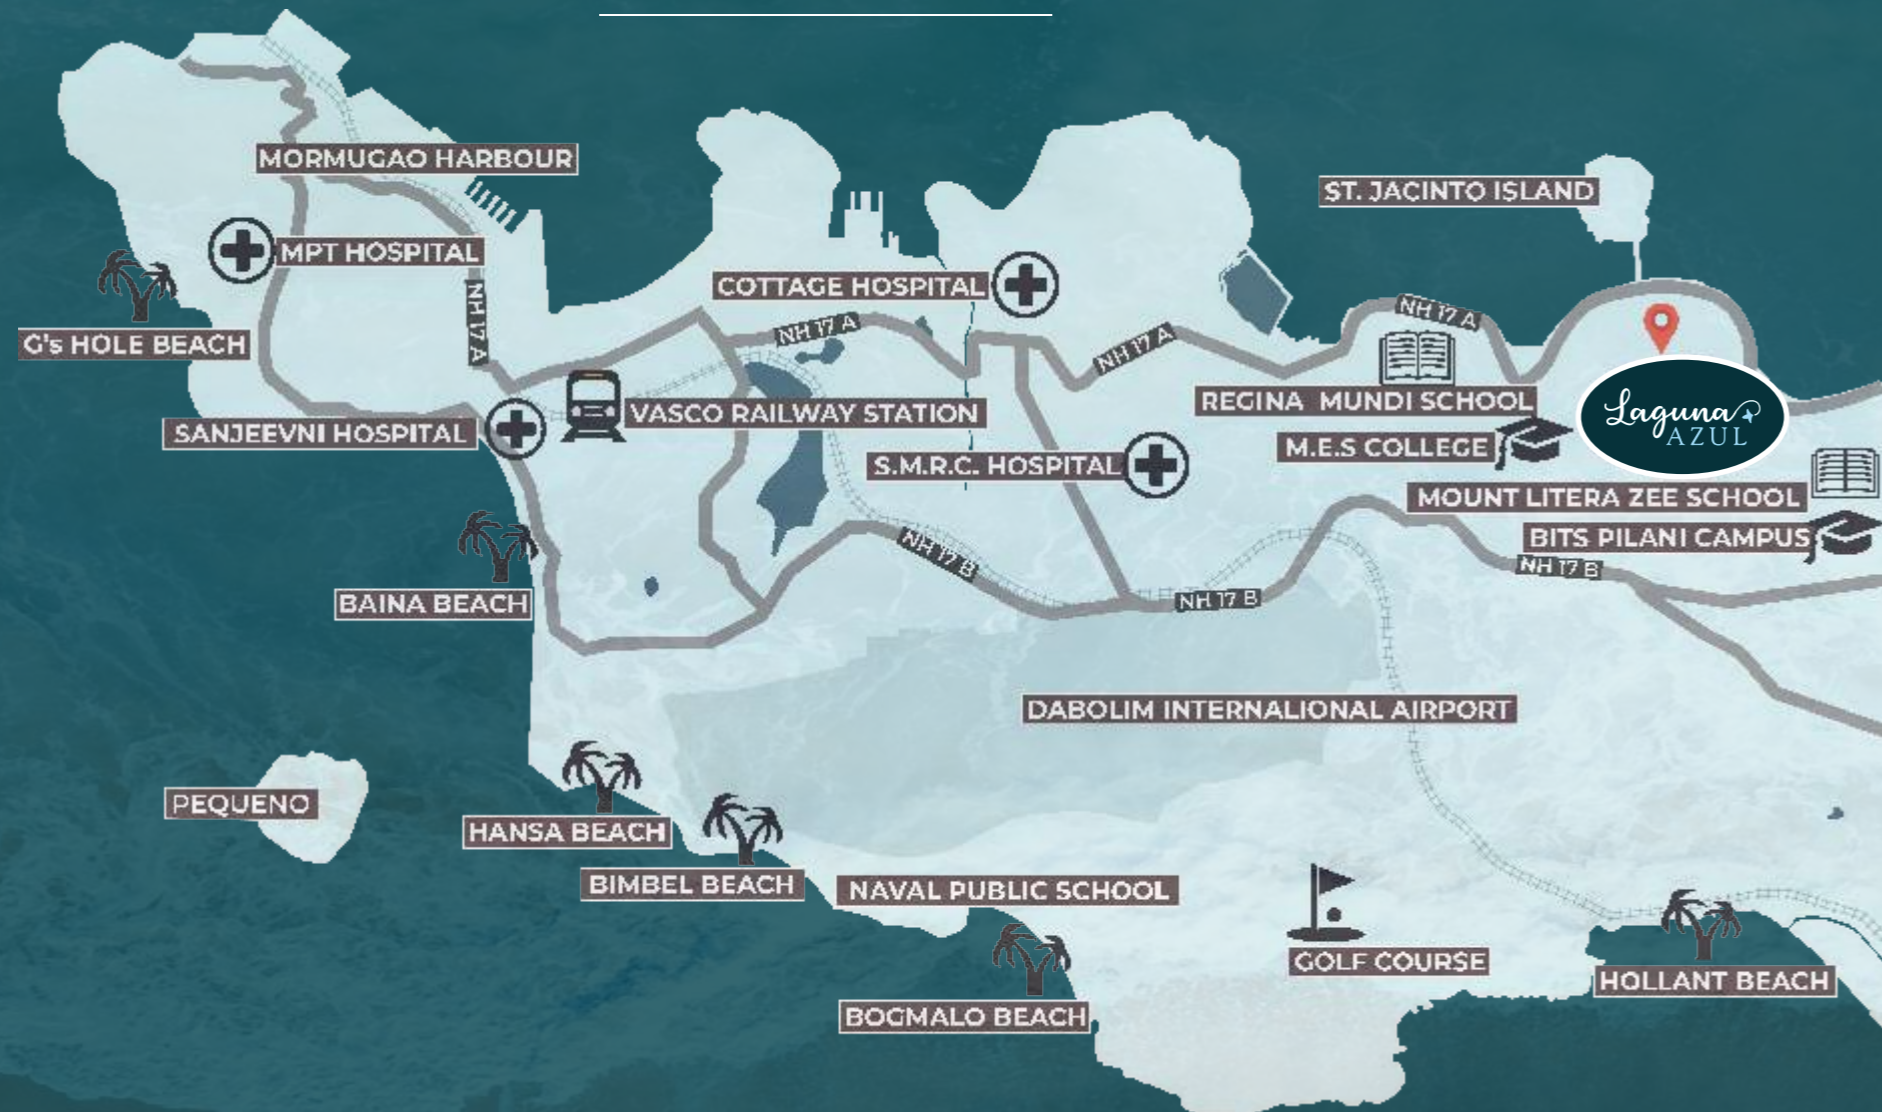 MORMUGAO HARBOUR
ST. JACINTO ISLAND
MPT HOSPITAL
COTTAGE HOSPITAL
NH 17 A
NH 17 A
NH 17 A
NH 17 A
G's HOLE BEACH
REGINA MUNDI SCHOOL
Laguna
AZUL
VASCO RAILWAY STATION
SANJEEVNI HOSPITAL
M.E.S COLLEGE
S.M.R.C. HOSPITAL
MOUNT LITERA ZEE SCHOOL
BITS PILANI CAMPUS
NH 17 B
NH 17 B
NH 17 B
BAINA BEACH
DABOLIM INTERNALIONAL AIRPORT
PEQUENO
HANSA BEACH
BIMBEL BEACH
NAVAL PUBLIC SCHOOL
GOLF COURSE
HOLLANT BEACH
BOGMALO BEACH